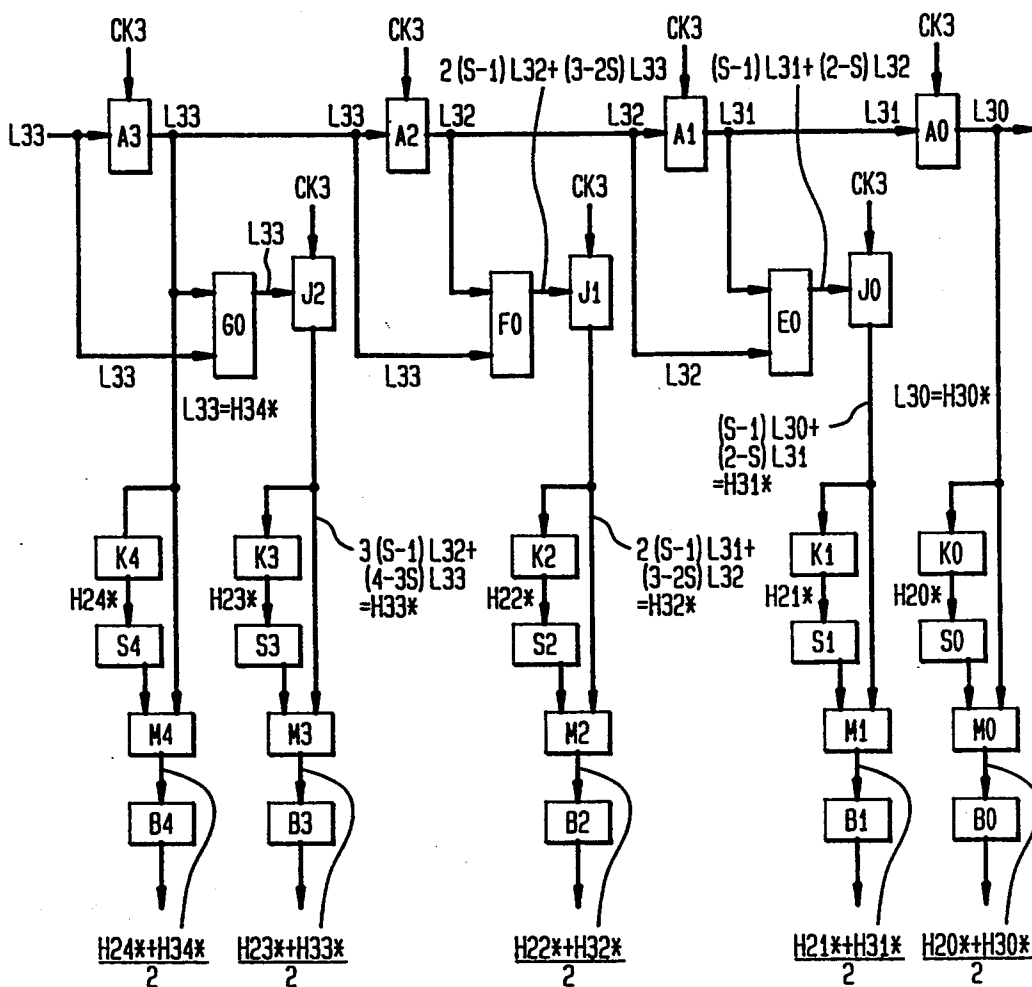 CK3
CK3
CK3
CK3
2 (S-1) L32+ (3-2S) L33
(S-1) L31+ (2-S) L32
L33
A3
L33
L33
A2
L32
L32
A1
L31
L31
A0
L30
CK3
CK3
CK3
L33
J2
J1
J0
G0
F0
E0
L33
L33
L32
L33=H34*
L30=H30*
(S-1) L30+
(2-S) L31
=H31*
K4
K3
3 (S-1) L32+
(4-3S) L33
=H33*
K2
2 (S-1) L31+
(3-2S) L32
=H32*
K1
K0
H24*
H23*
H22*
H21*
H20*
S4
S3
S2
S1
S0
M4
M3
M2
M1
M0
B4
B3
B2
B1
B0
H24*+H34*
2
H23*+H33*
2
H22*+H32*
2
H21*+H31*
2
H20*+H30*
2